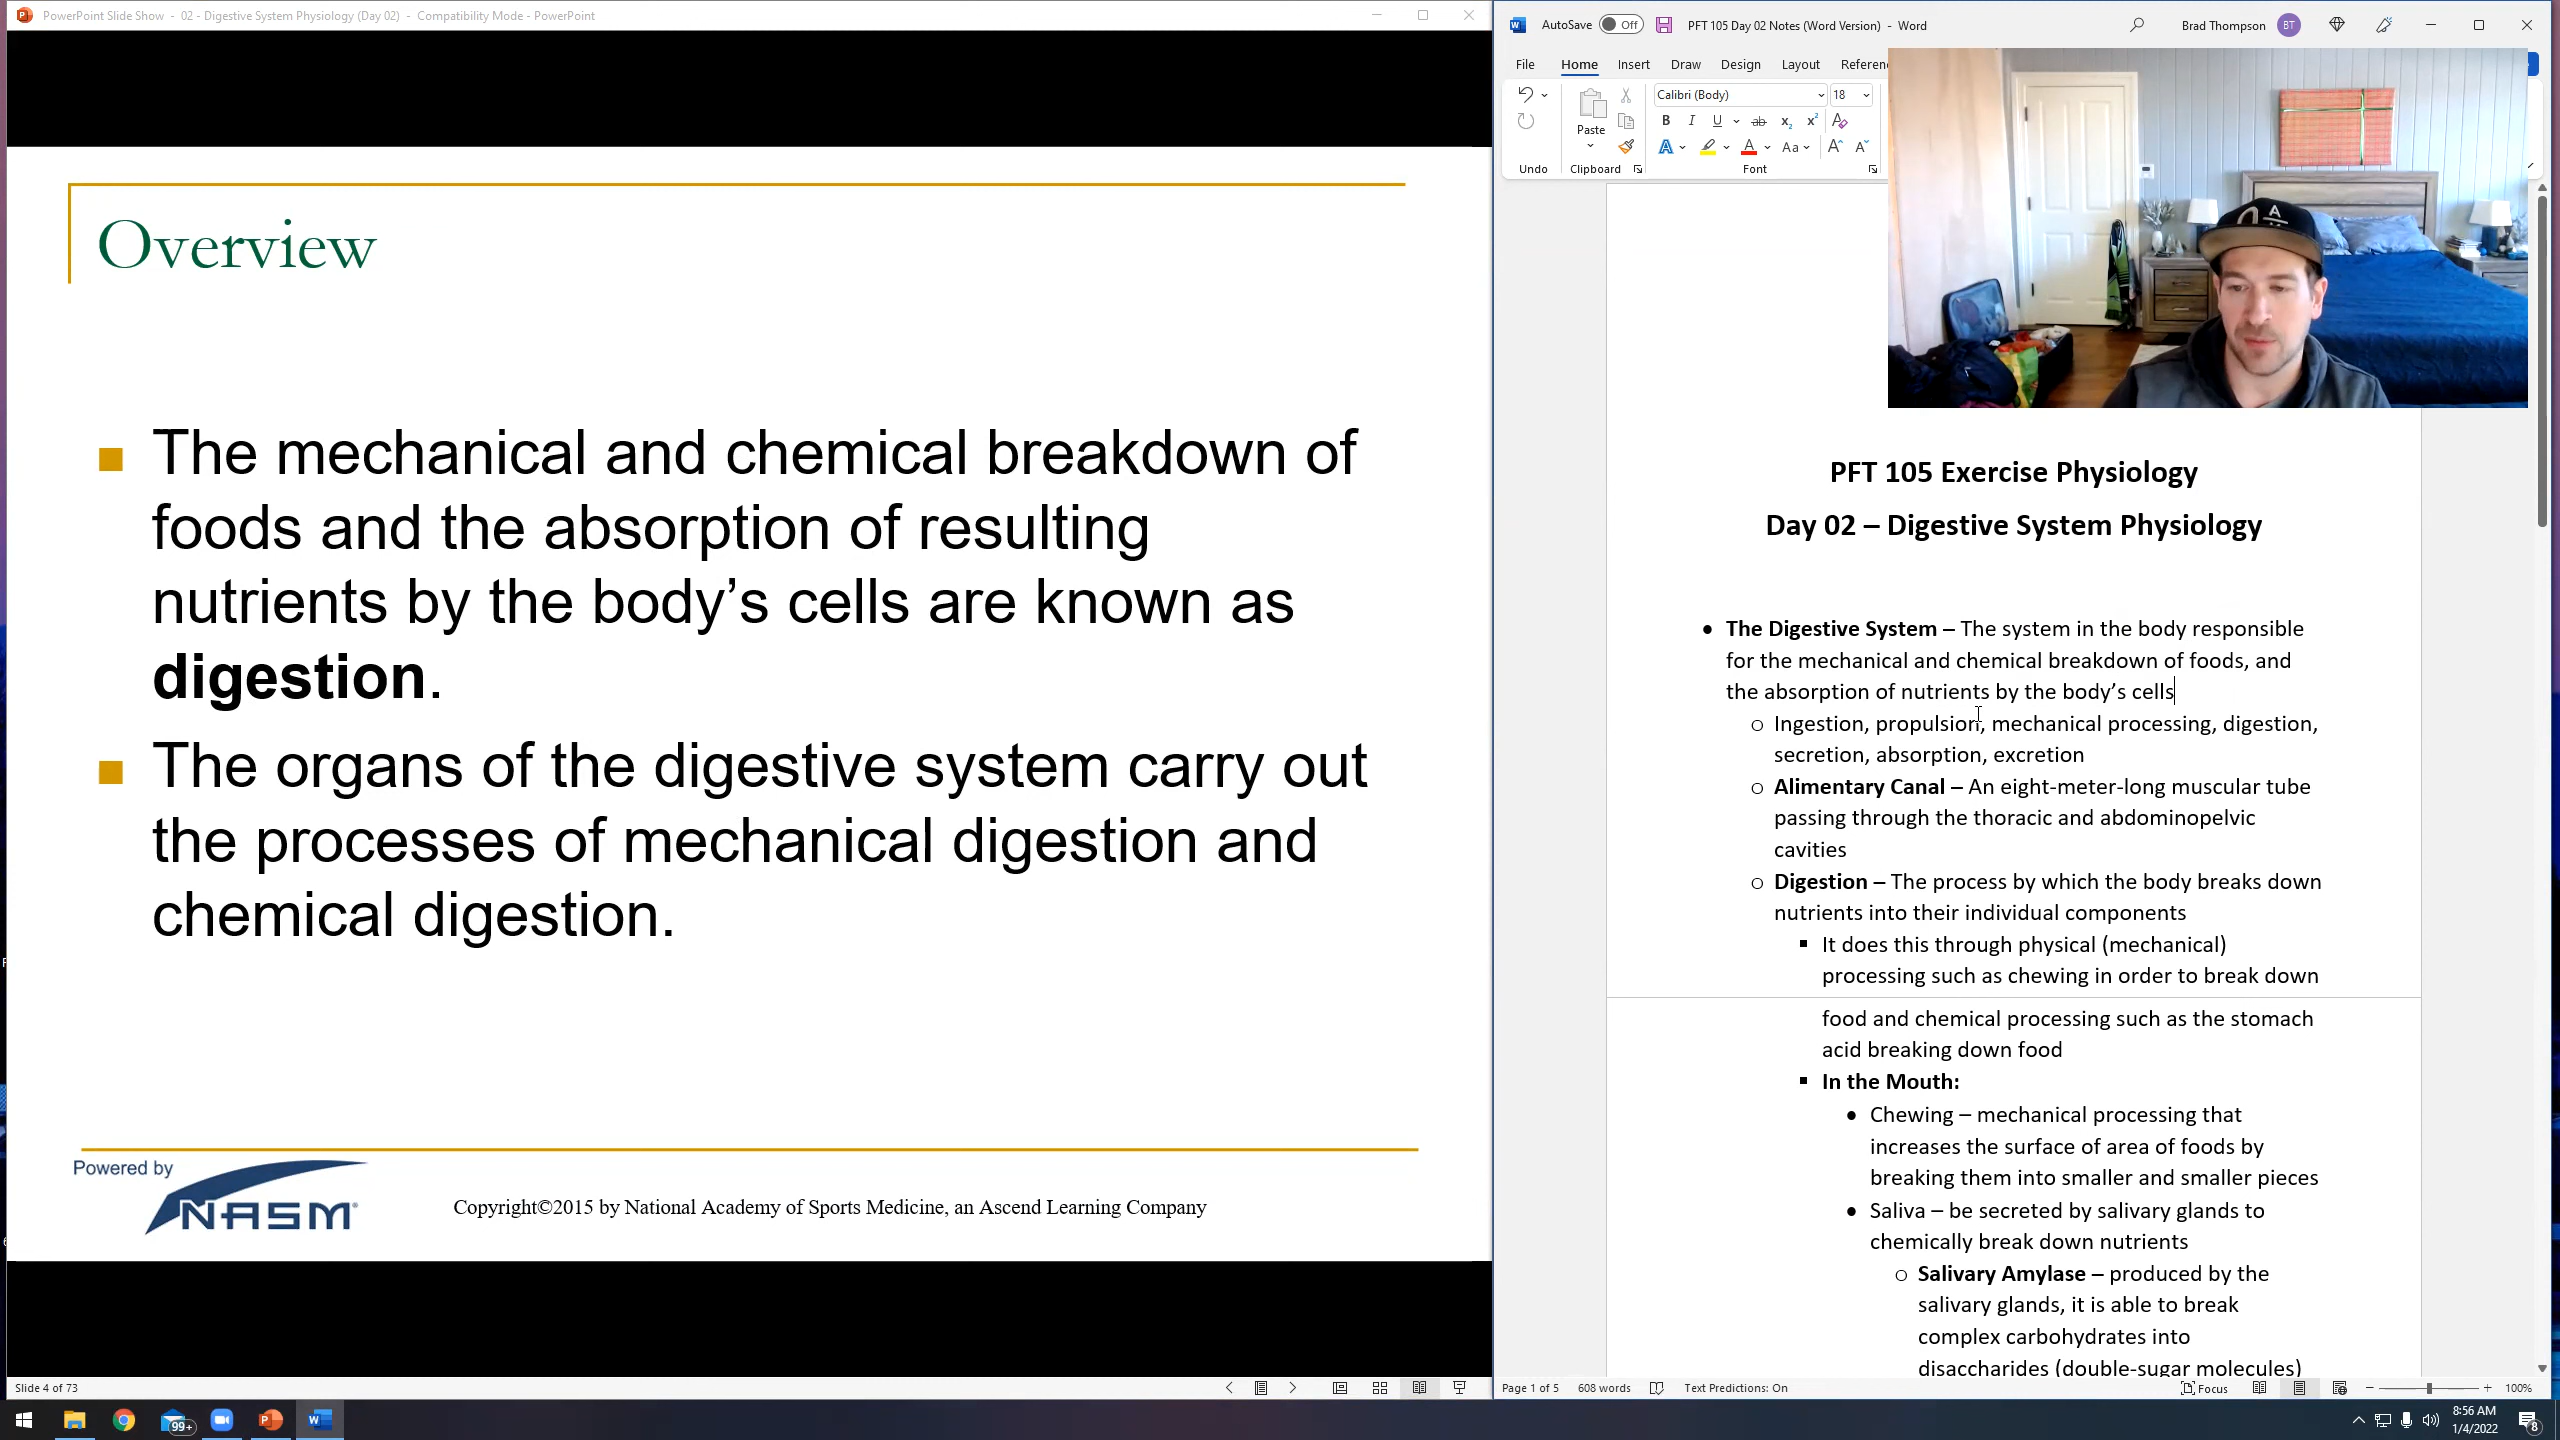 PowerPoint Slide Show - 02 - Digestive System Physiology (Day 02) - Compatibility Mode - PowerPoint
Overview
The mechanical and chemical breakdown of
foods and the absorption of resulting
nutrients by the body’s cells are known as
digestion.
The organs of the digestive system carry out
the processes of mechanical digestion and
chemical digestion.
Powered by
NASM
Copyright©2015 by National Academy of Sports Medicine, an Ascend Learning Company
Slide 4 of 73
AutoSave Off PFT 105 Day 02 Notes (Word Version) - Word Brad Thompson BT
File Home Insert Draw Design Layout Referen
Calibri (Body) 18
Paste
Undo Clipboard Font
PFT 105 Exercise Physiology
Day 02 – Digestive System Physiology
The Digestive System – The system in the body responsible
for the mechanical and chemical breakdown of foods, and
the absorption of nutrients by the body’s cells
Ingestion, propulsion, mechanical processing, digestion,
secretion, absorption, excretion
Alimentary Canal – An eight-meter-long muscular tube
passing through the thoracic and abdominopelvic
cavities
Digestion – The process by which the body breaks down
nutrients into their individual components
It does this through physical (mechanical)
processing such as chewing in order to break down
food and chemical processing such as the stomach
acid breaking down food
In the Mouth:
Chewing – mechanical processing that
increases the surface of area of foods by
breaking them into smaller and smaller pieces
Saliva – be secreted by salivary glands to
chemically break down nutrients
Salivary Amylase – produced by the
salivary glands, it is able to break
complex carbohydrates into
disaccharides (double-sugar molecules)
Page 1 of 5 608 words Text Predictions: On Focus 100%
99+
8:56 AM
1/4/2022
8